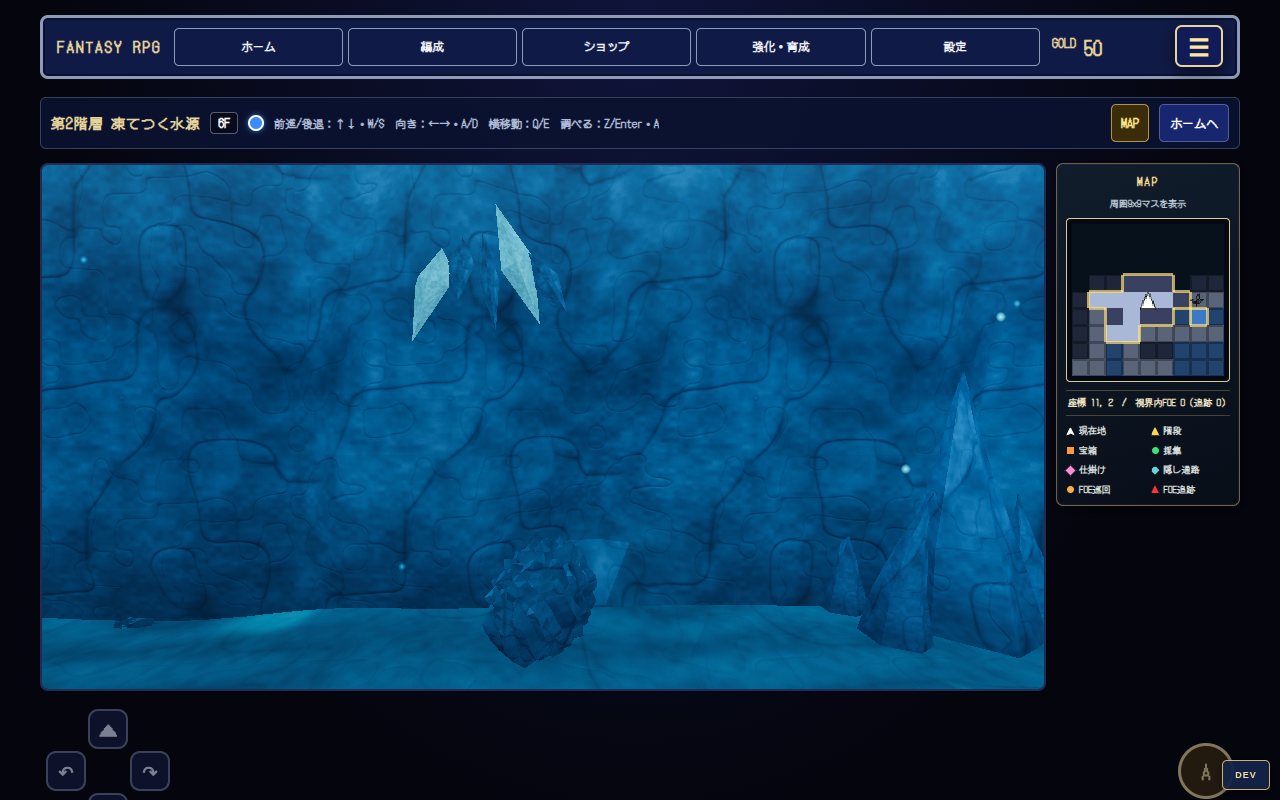 FANTASY RPG
ホーム
編成
ショップ
強化・育成
設定
GOLD 50
第2階層 凍てつく水源
6F
前進/後退：↑↓・W/S 向き：←→・A/D 横移動：Q/E 調べる：Z/Enter・A
MAP
ホームへ
MAP
周囲9x9マスを表示
座標 11, 2 / 視界内FOE 0 (追跡 0)
現在地
階段
宝箱
採集
仕掛け
隠し通路
FOE巡回
FOE追跡
A
DEV